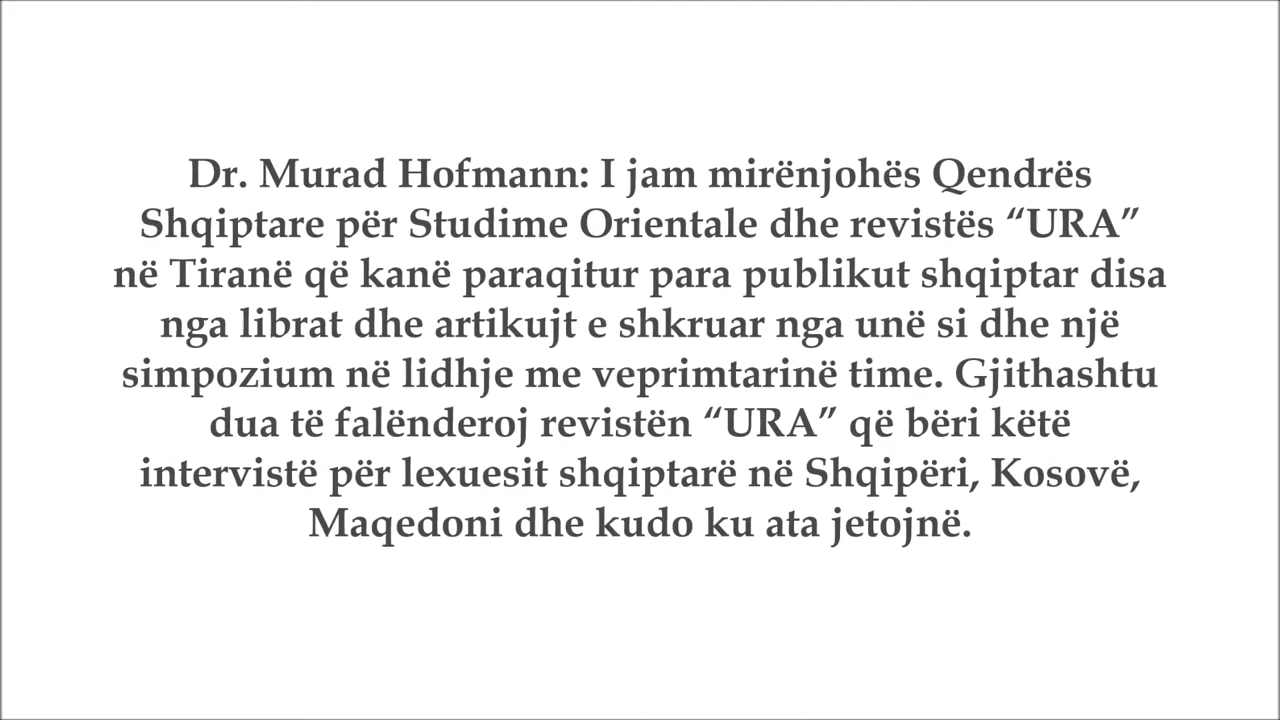 Dr. Murad Hofmann: I jam mirënjohës Qendrës
Shqiptare për Studime Orientale dhe revistës “URA”
në Tiranë që kanë paraqitur para publikut shqiptar disa
nga librat dhe artikujt e shkruar nga unë si dhe një
simpozium në lidhje me veprimtarinë time. Gjithashtu
dua të falënderoj revistën “URA” që bëri këtë
intervistë për lexuesit shqiptarë në Shqipëri, Kosovë,
Maqedoni dhe kudo ku ata jetojnë.